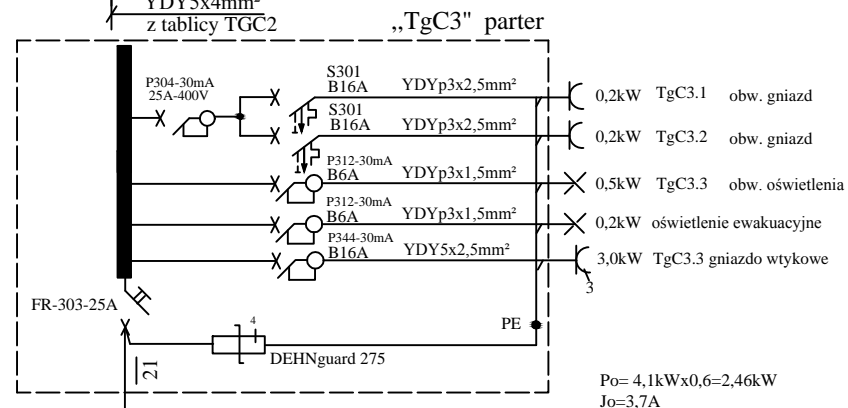 YDY5x4mm²
z tablicy TGC2
„TgC3" parter
P304-30mA
25A-400V
S301
B16A
YDYp3x2,5mm²
0,2kW TgC3.1 obw. gniazd
S301
B16A
YDYp3x2,5mm²
0,2kW TgC3.2 obw. gniazd
P312-30mA
B6A
YDYp3x1,5mm²
0,5kW TgC3.3 obw. oświetlenia
P312-30mA
B6A
YDYp3x1,5mm²
0,2kW oświetlenie ewakuacyjne
P344-30mA
B16A
YDY5x2,5mm²
3,0kW TgC3.3 gniazdo wtykowe
3
FR-303-25A
PE
4
DEHNguard 275
21
Po= 4,1kWx0,6=2,46kW
Jo=3,7A